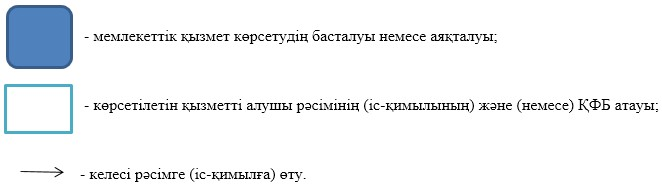 - мемлекеттік қызмет көрсетудің басталуы немесе аяқталуы;
- көрсетілетін қызметті алушы рәсімінің (іс-қимылының) және (немесе) ҚФБ атауы;
- келесі рәсімге (іс-қимылға) өту.